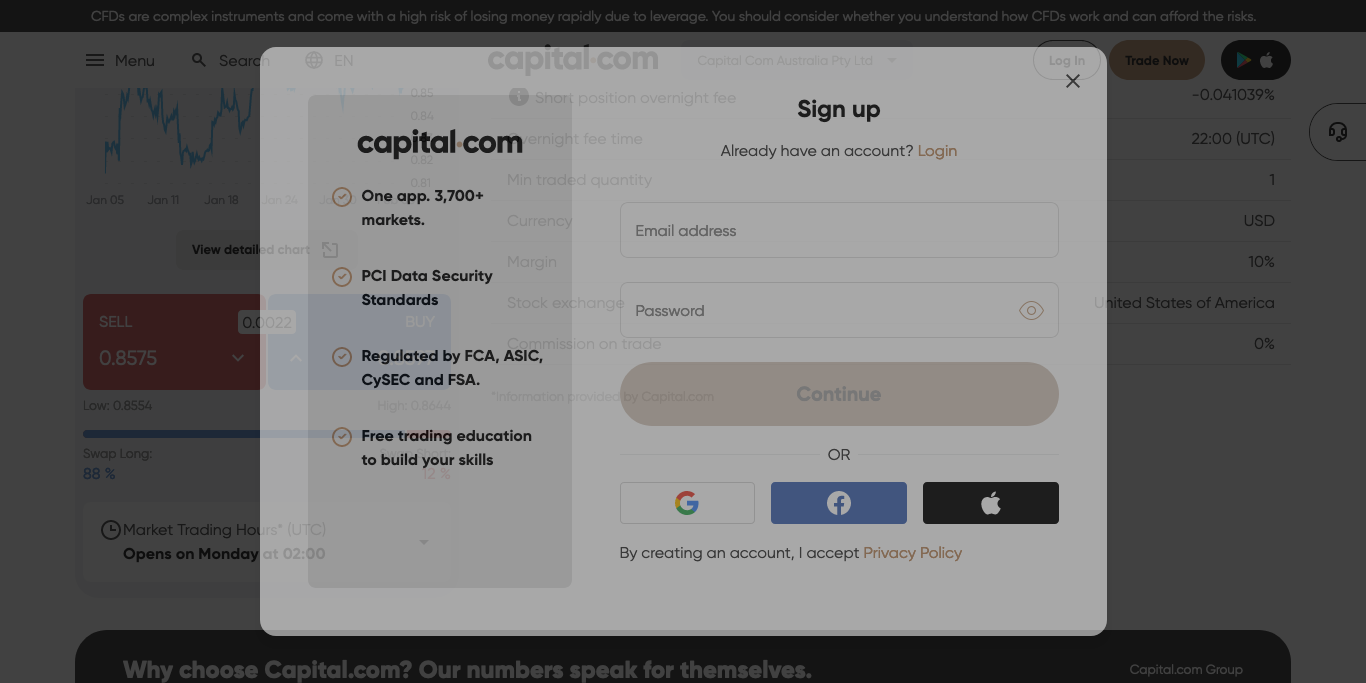 CFDs are complex instruments and come with a high risk of losing money rapidly due to leverage. You should consider whether you understand how CFDs work and can afford the risks.
Menu
Search
EN
capital.com
Capital Com Australia Pty Ltd
Log In
Trade Now
0.85
0.84
0.82
0.81
Jan 05
Jan 11
Jan 18
Jan 24
View detailed chart
SELL
0.8575
0.0022
BUY
Low: 0.8554
High: 0.8644
Swap Long:
88 %
12 %
Market Trading Hours* (UTC)
Opens on Monday at 02:00
Short position overnight fee
-0.041039%
Overnight fee time
22:00 (UTC)
Min traded quantity
1
Currency
USD
Margin
10%
Stock exchange
United States of America
Commission on trade
0%
*Information provided by Capital.com
capital.com
One app. 3,700+
markets.
PCI Data Security
Standards
Regulated by FCA, ASIC,
CySEC and FSA.
Free trading education
to build your skills
Sign up
Already have an account? Login
Email address
Password
Continue
OR
By creating an account, I accept Privacy Policy
Why choose Capital.com? Our numbers speak for themselves.
Capital.com Group